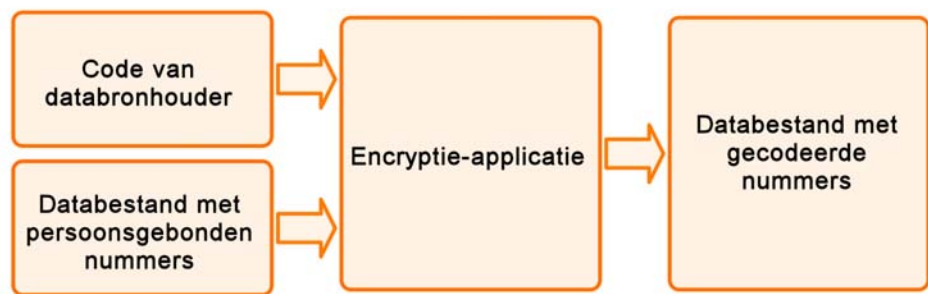 Code van
databronhouder
Databestand met
persoonsgebonden
nummers
Encryptie-applicatie
Databestand met
gecodeerde
nummers